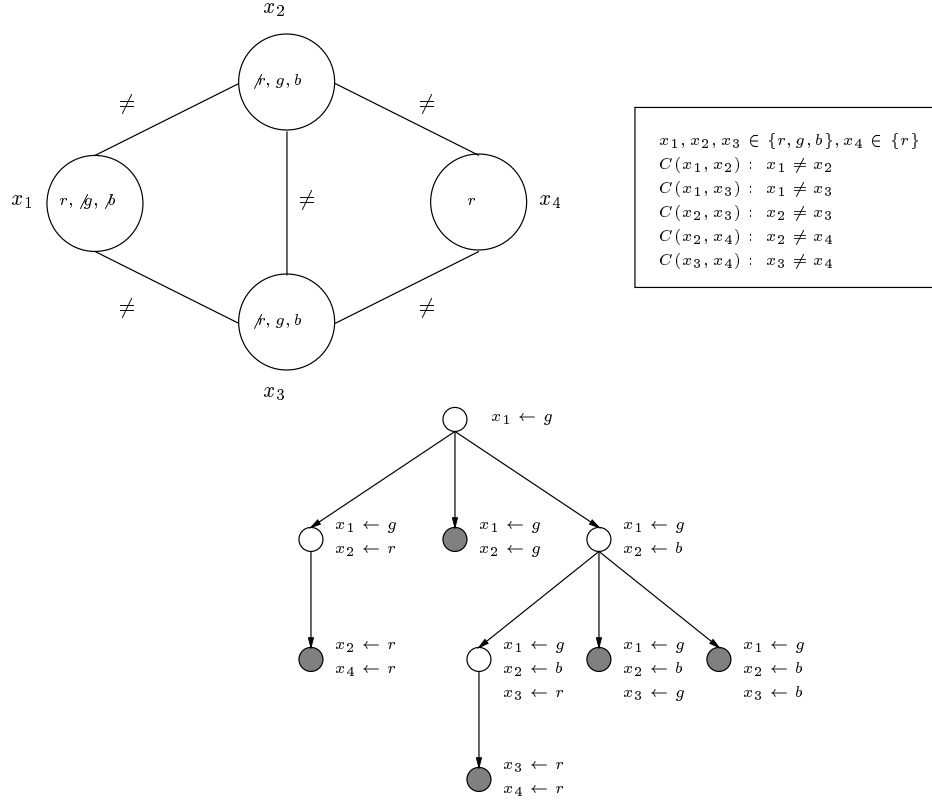 x₂
r̸, g, b
≠
≠
x₁
r, g̸, b̸
≠
r
x₄
≠
≠
r̸, g, b
x₃
x₁, x₂, x₃ ∈ {r, g, b}, x₄ ∈ {r}
C(x₁, x₂) : x₁ ≠ x₂
C(x₁, x₃) : x₁ ≠ x₃
C(x₂, x₃) : x₂ ≠ x₃
C(x₂, x₄) : x₂ ≠ x₄
C(x₃, x₄) : x₃ ≠ x₄
x₁ ← g
x₁ ← g
x₂ ← r
x₁ ← g
x₂ ← g
x₁ ← g
x₂ ← b
x₂ ← r
x₄ ← r
x₁ ← g
x₂ ← b
x₃ ← r
x₁ ← g
x₂ ← b
x₃ ← g
x₁ ← g
x₂ ← b
x₃ ← b
x₃ ← r
x₄ ← r